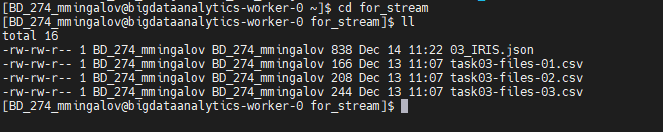 [BD_274_mmingalov@bigdataanalytics-worker-0 ~]$ cd for_stream
[BD_274_mmingalov@bigdataanalytics-worker-0 for_stream]$ ll
total 16
-rw-rw-r-- 1 BD_274_mmingalov BD_274_mmingalov 838 Dec 14 11:22 03_IRIS.json
-rw-rw-r-- 1 BD_274_mmingalov BD_274_mmingalov 166 Dec 13 11:07 task03-files-01.csv
-rw-rw-r-- 1 BD_274_mmingalov BD_274_mmingalov 208 Dec 13 11:07 task03-files-02.csv
-rw-rw-r-- 1 BD_274_mmingalov BD_274_mmingalov 244 Dec 13 11:07 task03-files-03.csv
[BD_274_mmingalov@bigdataanalytics-worker-0 for_stream]$